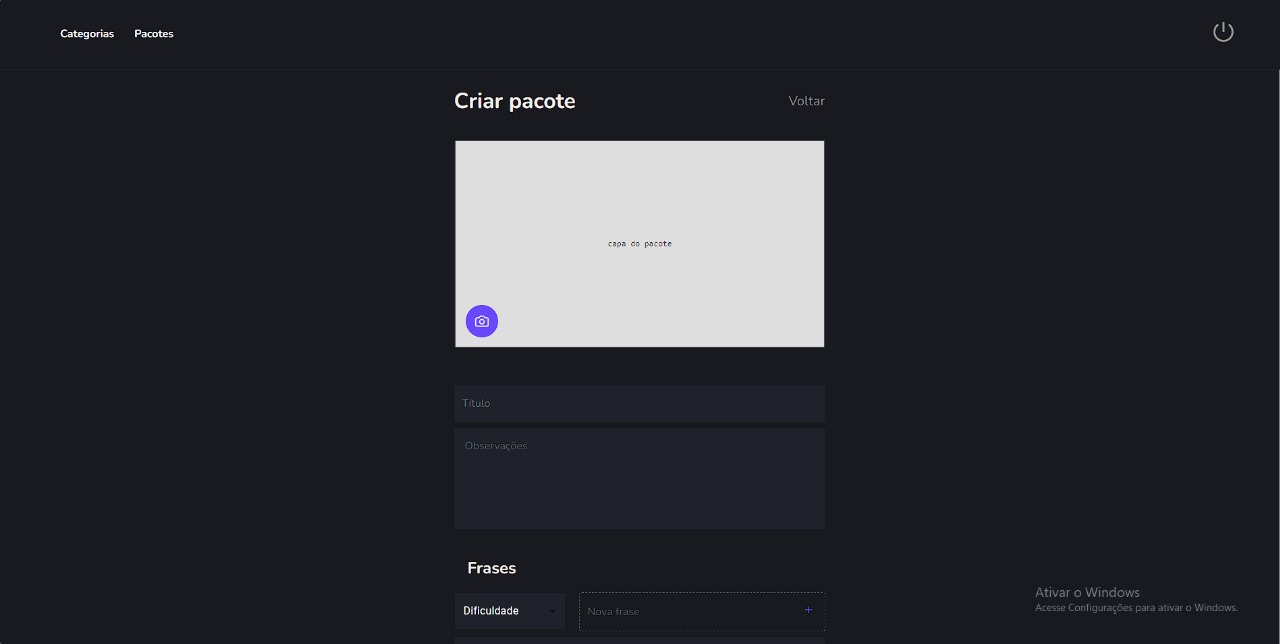 Categorias Pacotes
Criar pacote Voltar
capa do pacote
Título
Observações
Frases
Dificuldade Nova frase +
Ativar o Windows
Acesse Configurações para ativar o Windows.